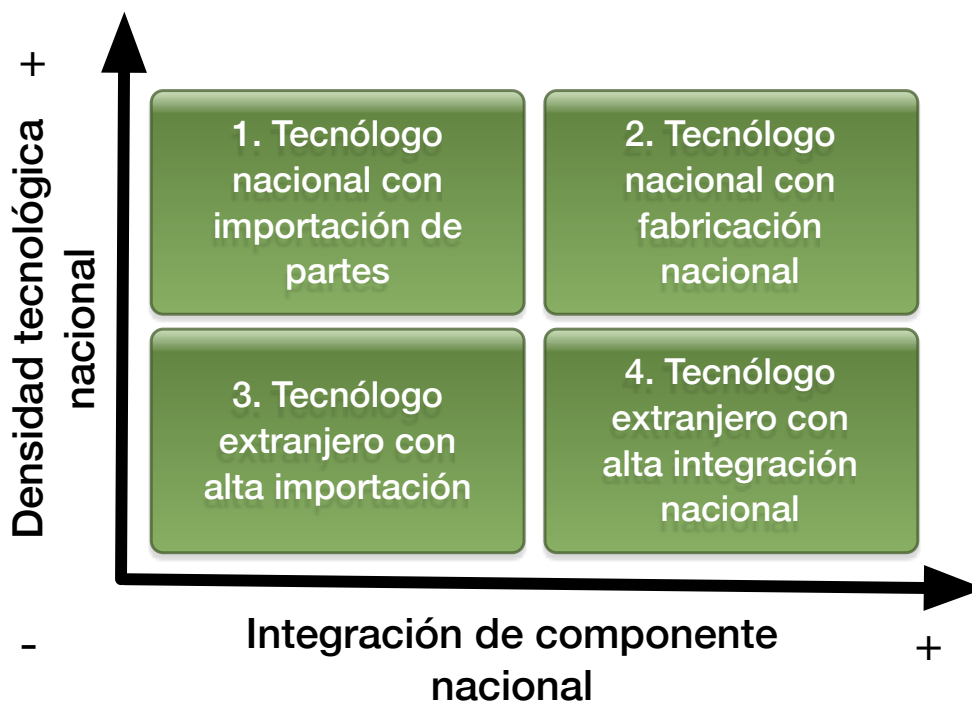 +
Densidad tecnológica
nacional
1. Tecnólogo
nacional con
importación de
partes
2. Tecnólogo
nacional con
fabricación
nacional
3. Tecnólogo
extranjero con
alta importación
4. Tecnólogo
extranjero con
alta integración
nacional
-
Integración de componente
nacional
+